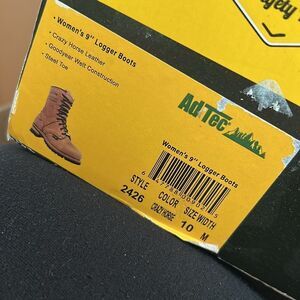 · Women's 9" Logger Boots
· Crazy Horse Leather
· Goodyear Welt Construction
· Steel Toe
AdTec
Women's 9" Logger Boots
STYLE COLOR SIZE WIDTH
2426 CRAZYHORSE 10 M